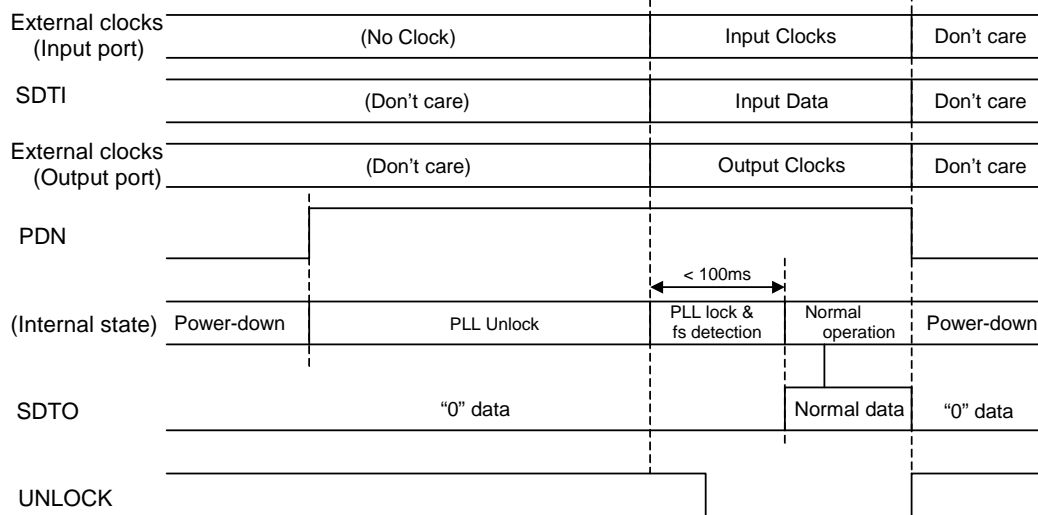 External clocks
(Input port)
(No Clock)
Input Clocks
Don't care
SDTI
(Don't care)
Input Data
Don't care
External clocks
(Output port)
(Don't care)
Output Clocks
Don't care
PDN
< 100ms
(Internal state)
Power-down
PLL Unlock
PLL lock &
fs detection
Normal
operation
Power-down
SDTO
“0” data
Normal data
“0” data
UNLOCK